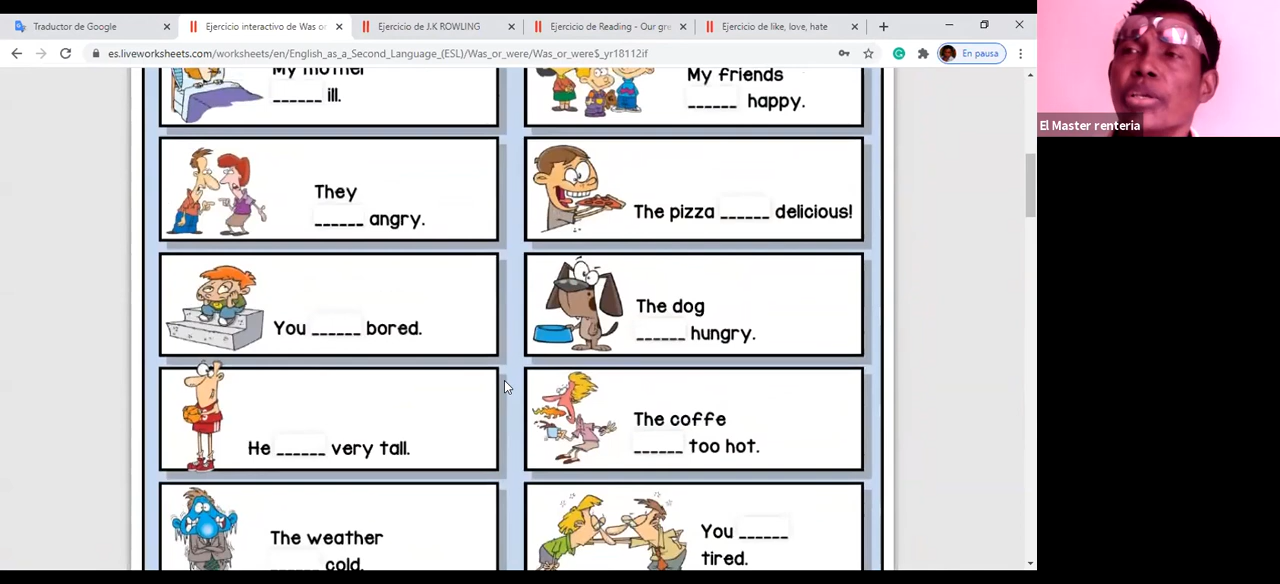 Traductor de Google
Ejercicio interactivo de Was or
Ejercicio de J.K ROWLING
Ejercicio de Reading - Our gre
Ejercicio de like, love, hate
es.liveworksheets.com/worksheets/en/English_as_a_Second_Language_(ESL)/Was_or_were/Was_or_were$_yr18112if
En pausa
El Master renteria
My mother
______ ill.
My friends
______ happy.
They
______ angry.
The pizza ______ delicious!
You ______ bored.
The dog
______ hungry.
He ______ very tall.
The coffe
______ too hot.
The weather
______ cold.
You ______
tired.